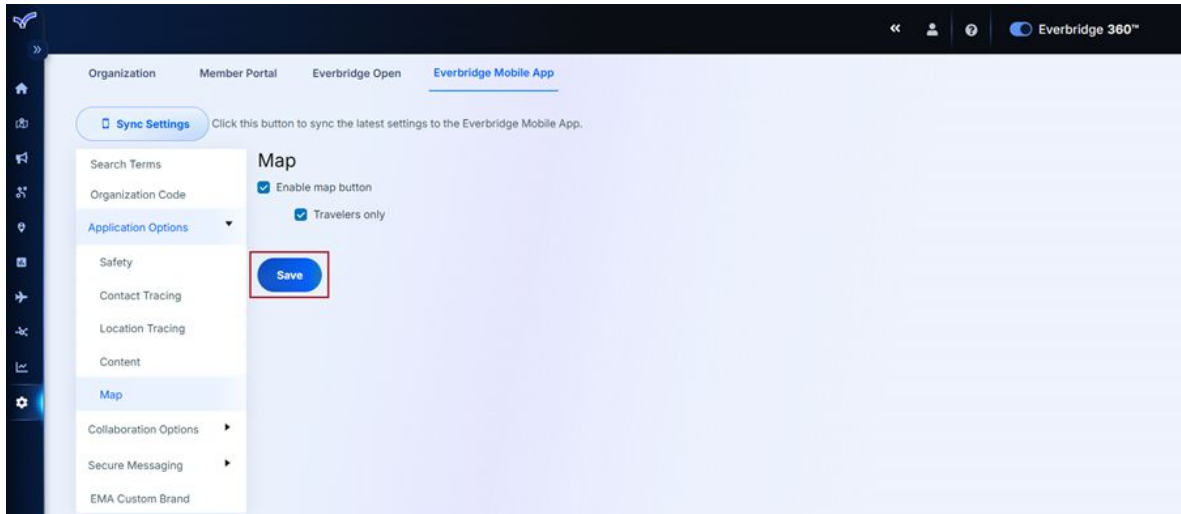 Everbridge 360™
Organization Member Portal Everbridge Open Everbridge Mobile App
Sync Settings Click this button to sync the latest settings to the Everbridge Mobile App.
Search Terms
Organization Code
Application Options
Safety
Contact Tracing
Location Tracing
Content
Map
Collaboration Options
Secure Messaging
EMA Custom Brand
Map
Enable map button
Travelers only
Save